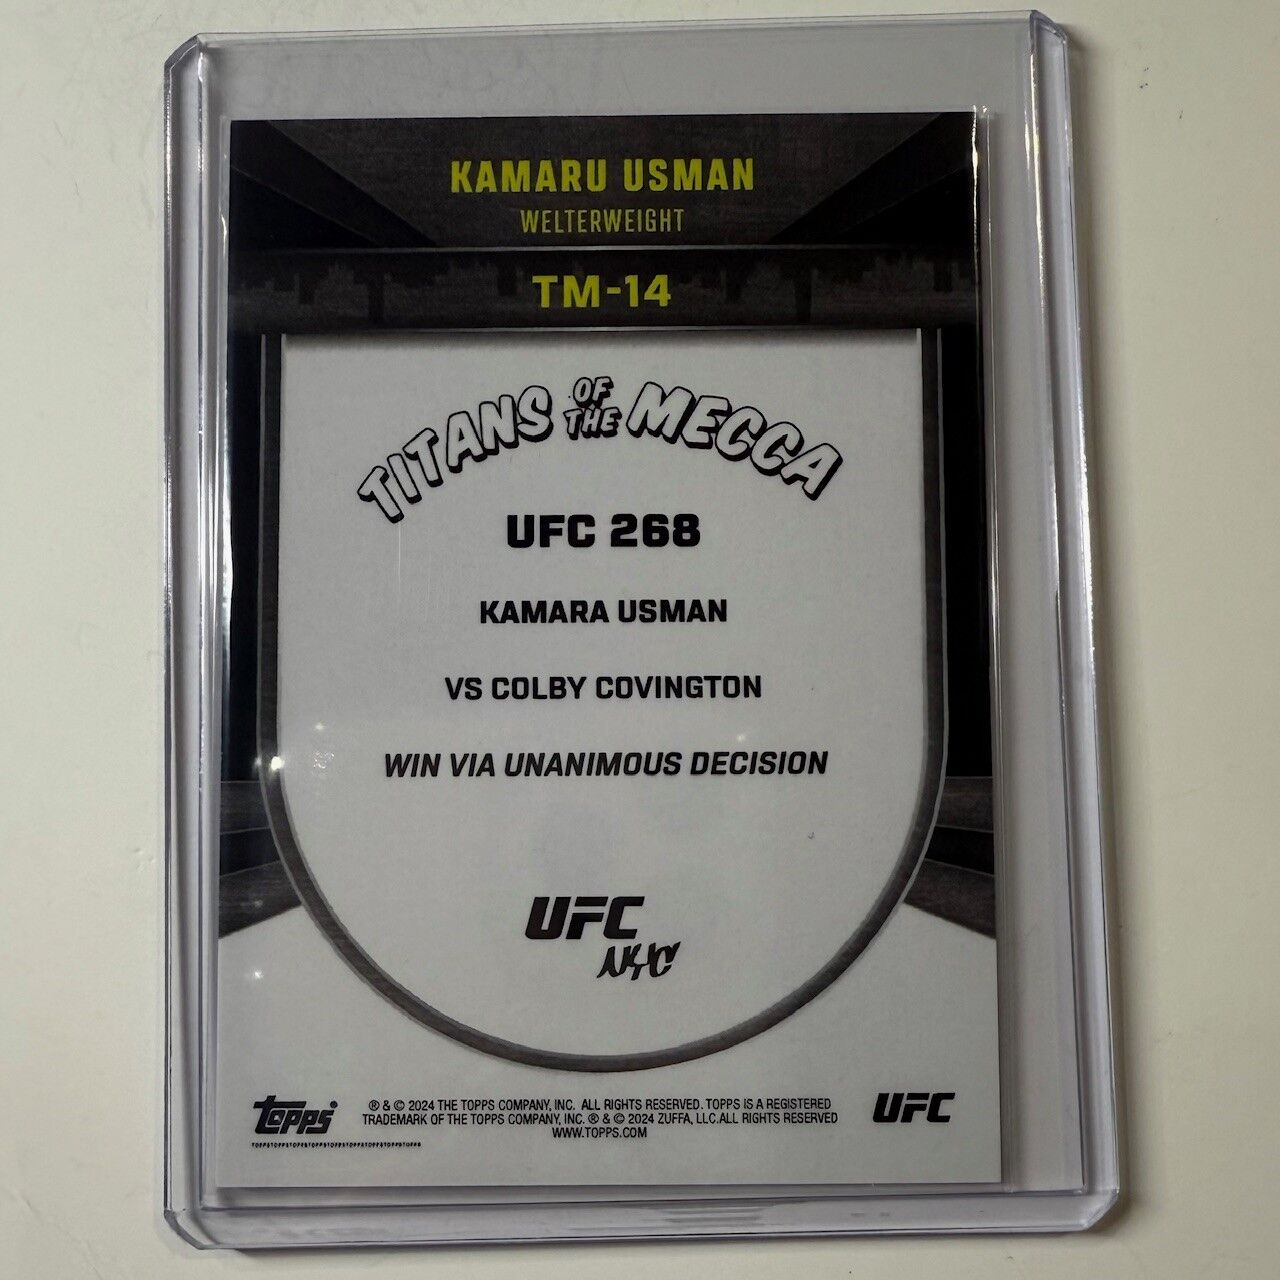 KAMARU USMAN
WELTERWEIGHT
TM-14
TITANS OF THE MECCA
UFC 268
KAMARA USMAN
VS COLBY COVINGTON
WIN VIA UNANIMOUS DECISION
UFC
NYC
TOPPS
® & © 2024 THE TOPPS COMPANY, INC. ALL RIGHTS RESERVED. TOPPS IS A REGISTERED
TRADEMARK OF THE TOPPS COMPANY, INC. ® & © 2024 ZUFFA, LLC.ALL RIGHTS RESERVED
WWW.TOPPS.COM
UFC
TOPPSTOPPSTOPPSTOPPSTOPPSTOPPSTOPPSTOPPSTOPPS